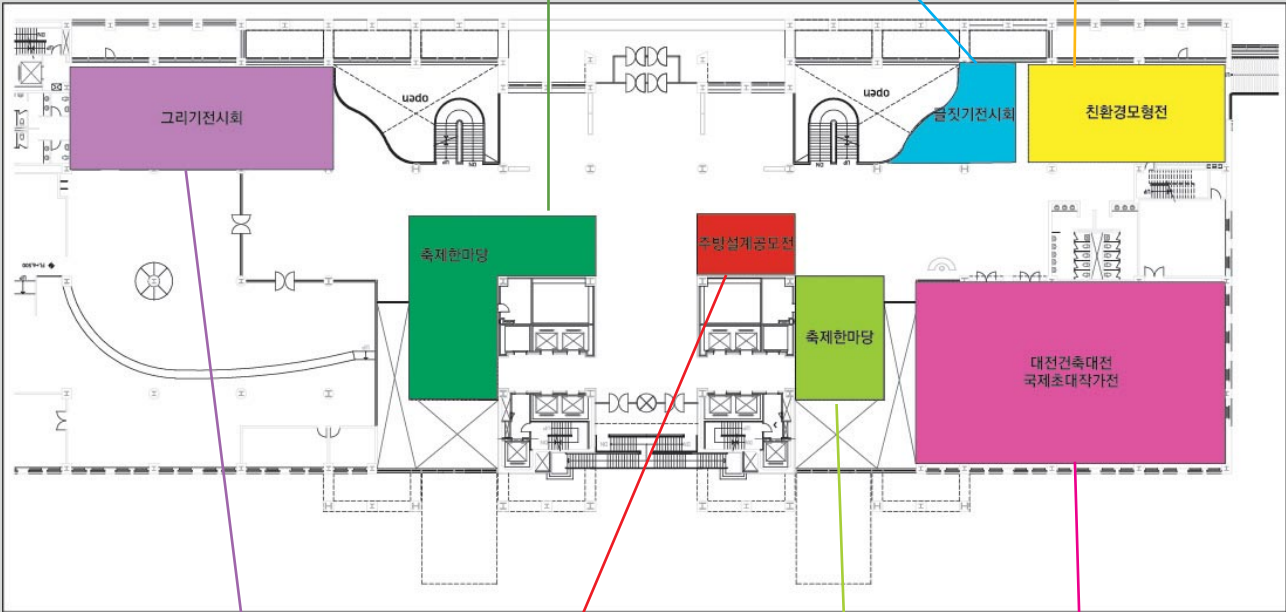 그리기전시회
open
open
글짓기전시회
친환경모형전
축제한마당
주방설계공모전
축제한마당
대전건축대전
국제초대작가전